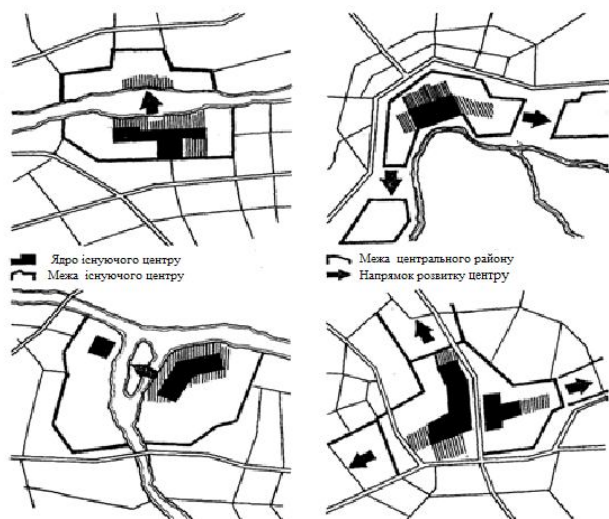 Ядро існуючого центру
Межа існуючого центру
Межа центрального району
Напрямок розвитку центру